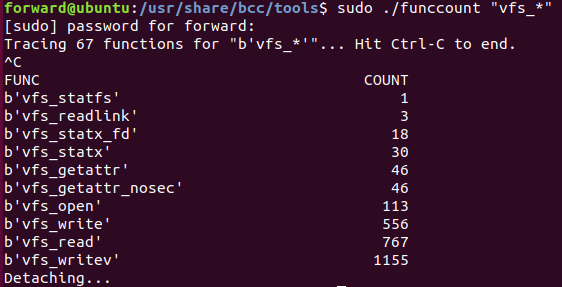 forward@ubuntu:/usr/share/bcc/tools$ sudo ./funccount "vfs_*"
[sudo] password for forward:
Tracing 67 functions for "b'vfs_*'"... Hit Ctrl-C to end.
^C
FUNC                                    COUNT
b'vfs_statfs'                               1
b'vfs_readlink'                             3
b'vfs_statx_fd'                            18
b'vfs_statx'                               30
b'vfs_getattr'                             46
b'vfs_getattr_nosec'                       46
b'vfs_open'                               113
b'vfs_write'                              556
b'vfs_read'                               767
b'vfs_writev'                            1155
Detaching...